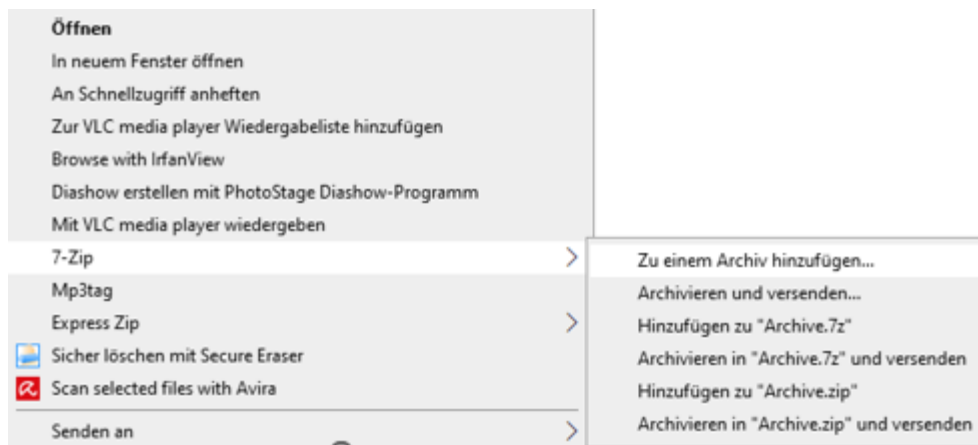 Öffnen
In neuem Fenster öffnen
An Schnellzugriff anheften
Zur VLC media player Wiedergabeliste hinzufügen
Browse with IrfanView
Diashow erstellen mit PhotoStage Diashow-Programm
Mit VLC media player wiedergeben
7-Zip
Mp3tag
Express Zip
Sicher löschen mit Secure Eraser
Scan selected files with Avira
Senden an
Zu einem Archiv hinzufügen...
Archivieren und versenden...
Hinzufügen zu "Archive.7z"
Archivieren in "Archive.7z" und versenden
Hinzufügen zu "Archive.zip"
Archivieren in "Archive.zip" und versenden